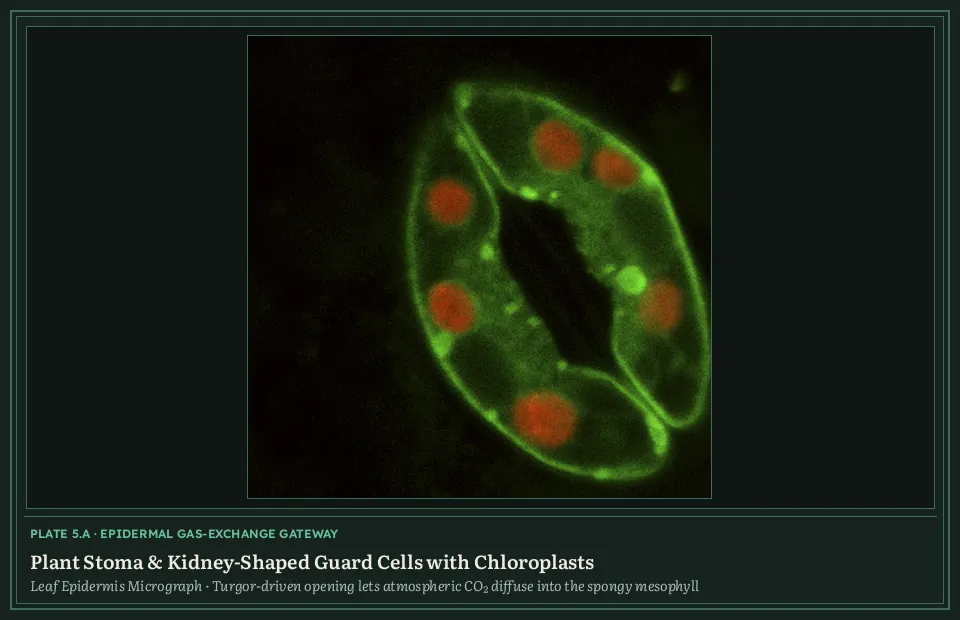 PLATE 5.A · EPIDERMAL GAS-EXCHANGE GATEWAY
Plant Stoma & Kidney-Shaped Guard Cells with Chloroplasts
Leaf Epidermis Micrograph · Turgor-driven opening lets atmospheric CO₂ diffuse into the spongy mesophyll